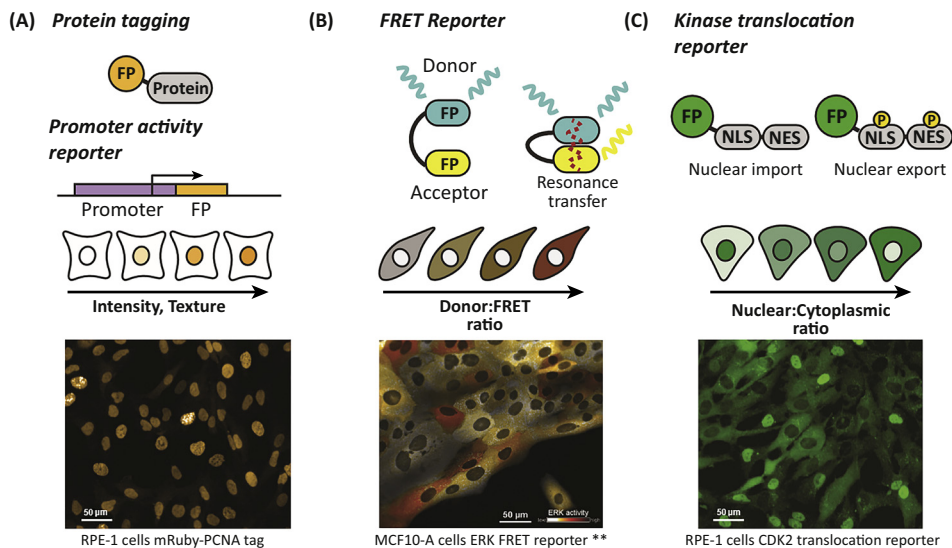 (A) Protein tagging
FP
Protein
Promoter activity
reporter
Promoter FP
Intensity, Texture
50 µm
RPE-1 cells mRuby-PCNA tag
(B) FRET Reporter
Donor
FP
FP
Acceptor
Resonance
transfer
Donor:FRET
ratio
50 µm
ERK activity
low high
MCF10-A cells ERK FRET reporter **
(C) Kinase translocation
reporter
FP
NLS NES
Nuclear import
FP
P P
NLS NES
Nuclear export
Nuclear:Cytoplasmic
ratio
50 µm
RPE-1 cells CDK2 translocation reporter